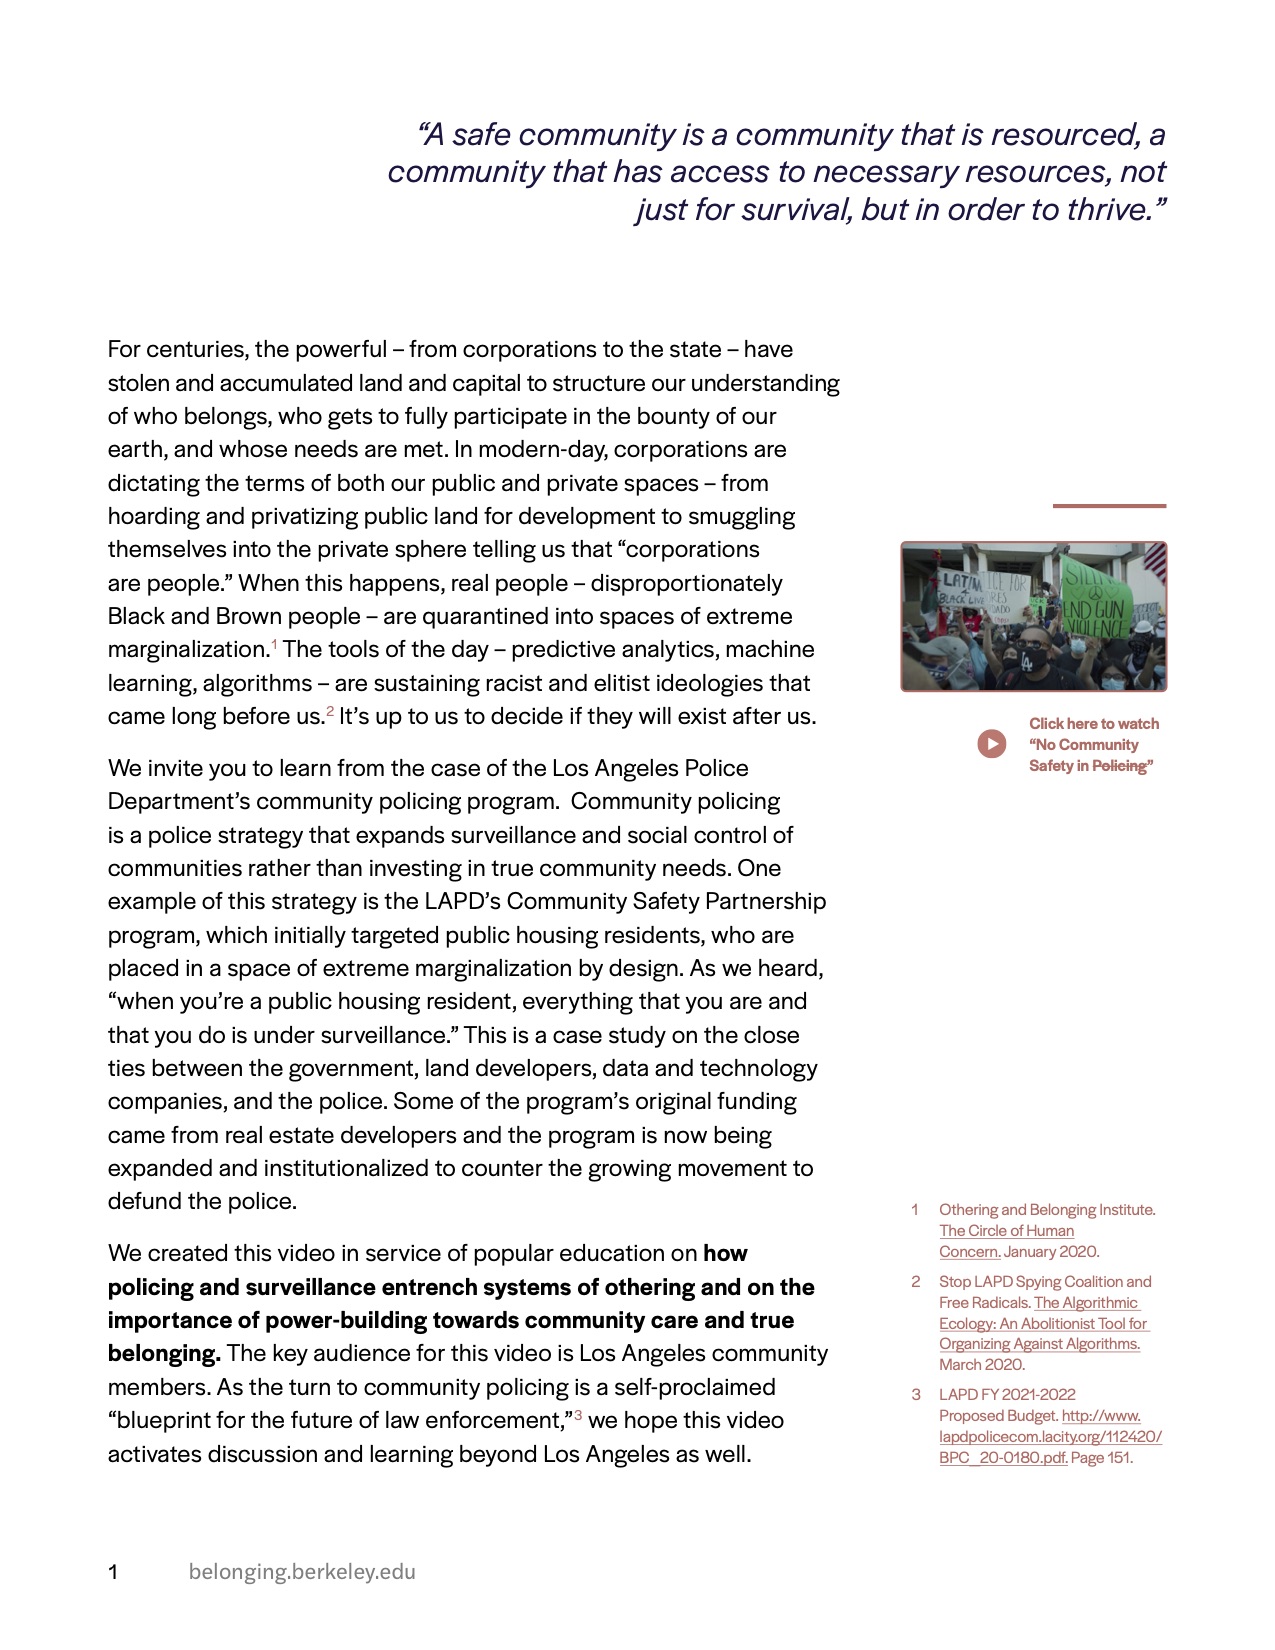 “A safe community is a community that is resourced, a
community that has access to necessary resources, not
just for survival, but in order to thrive.”
For centuries, the powerful – from corporations to the state – have
stolen and accumulated land and capital to structure our understanding
of who belongs, who gets to fully participate in the bounty of our
earth, and whose needs are met. In modern-day, corporations are
dictating the terms of both our public and private spaces – from
hoarding and privatizing public land for development to smuggling
themselves into the private sphere telling us that “corporations
are people.” When this happens, real people – disproportionately
Black and Brown people – are quarantined into spaces of extreme
marginalization.1 The tools of the day – predictive analytics, machine
learning, algorithms – are sustaining racist and elitist ideologies that
came long before us.2 It’s up to us to decide if they will exist after us.
We invite you to learn from the case of the Los Angeles Police
Department’s community policing program.  Community policing
is a police strategy that expands surveillance and social control of
communities rather than investing in true community needs. One
example of this strategy is the LAPD’s Community Safety Partnership
program, which initially targeted public housing residents, who are
placed in a space of extreme marginalization by design. As we heard,
“when you’re a public housing resident, everything that you are and
that you do is under surveillance.” This is a case study on the close
ties between the government, land developers, data and technology
companies, and the police. Some of the program’s original funding
came from real estate developers and the program is now being
expanded and institutionalized to counter the growing movement to
defund the police.
We created this video in service of popular education on how
policing and surveillance entrench systems of othering and on the
importance of power-building towards community care and true
belonging. The key audience for this video is Los Angeles community
members. As the turn to community policing is a self-proclaimed
“blueprint for the future of law enforcement,”3 we hope this video
activates discussion and learning beyond Los Angeles as well.
LATIN
BLACK LIV
ICE FOR
RES
DADO
END GUN
VIOLENCE
LA
Click here to watch
“No Community
Safety in Policing”
1 Othering and Belonging Institute.
The Circle of Human
Concern. January 2020.
2 Stop LAPD Spying Coalition and
Free Radicals. The Algorithmic
Ecology: An Abolitionist Tool for
Organizing Against Algorithms.
March 2020.
3 LAPD FY 2021-2022
Proposed Budget. http://www.
lapdpolicecom.lacity.org/112420/
BPC_20-0180.pdf. Page 151.
1 belonging.berkeley.edu